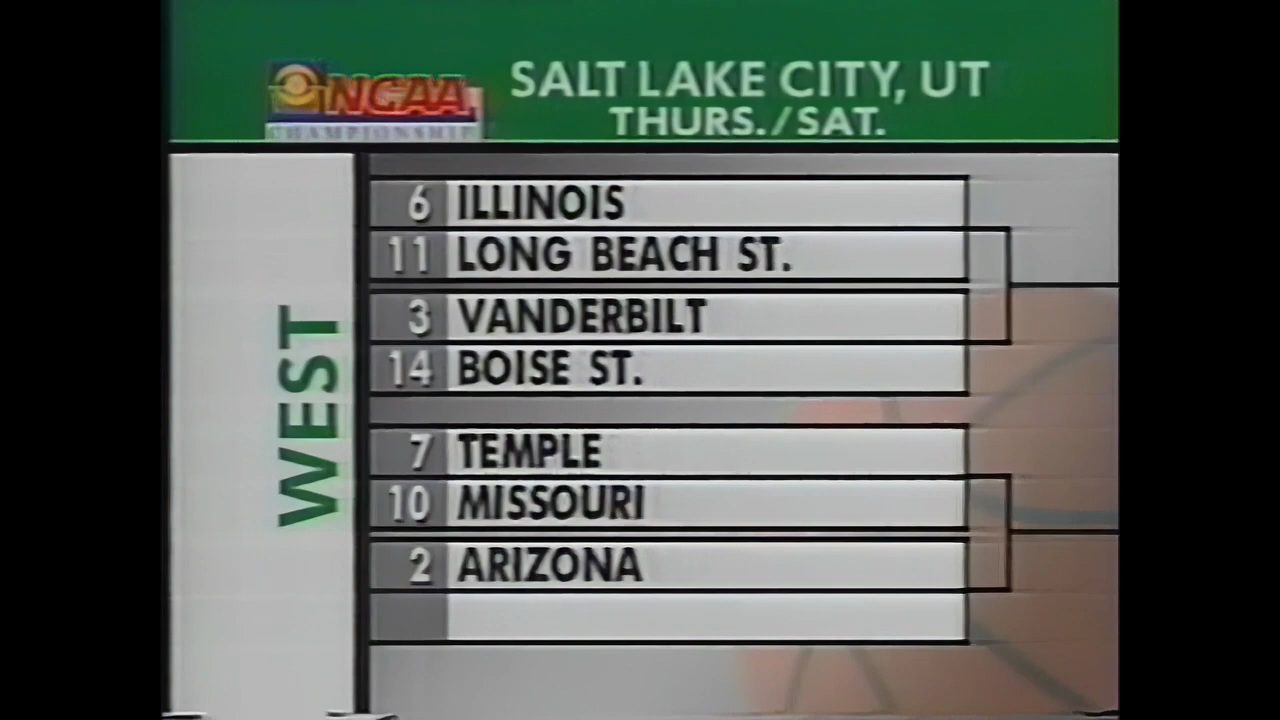 NCAA
CHAMPIONSHIP
SALT LAKE CITY, UT
THURS./SAT.
WEST
6 ILLINOIS
11 LONG BEACH ST.
3 VANDERBILT
14 BOISE ST.
7 TEMPLE
10 MISSOURI
2 ARIZONA